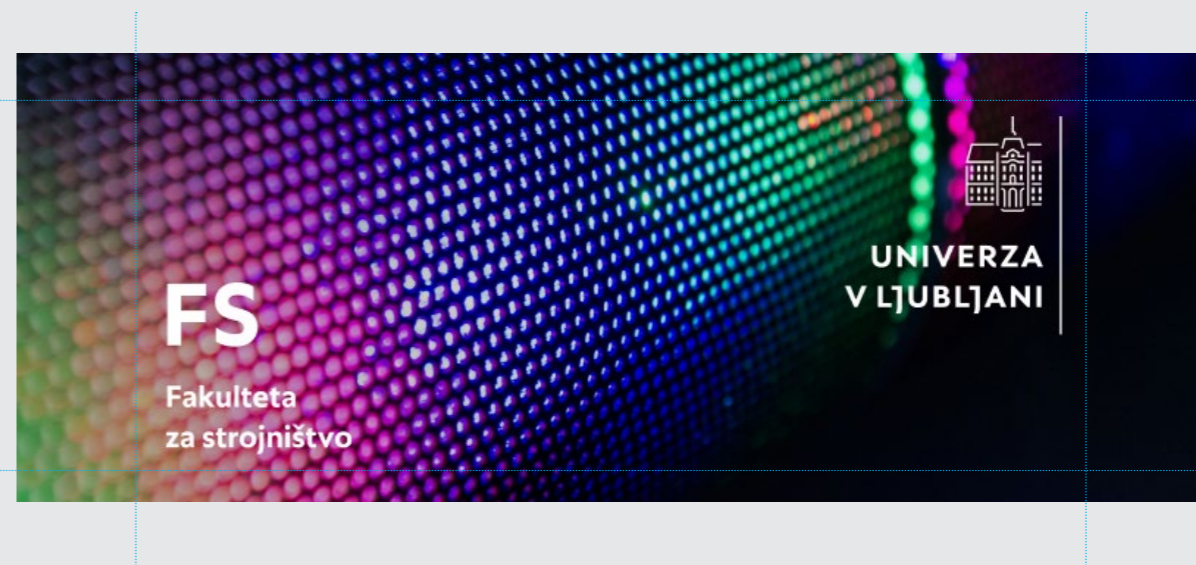 FS
Fakulteta
za strojništvo
UNIVERZA
V LJUBLJANI